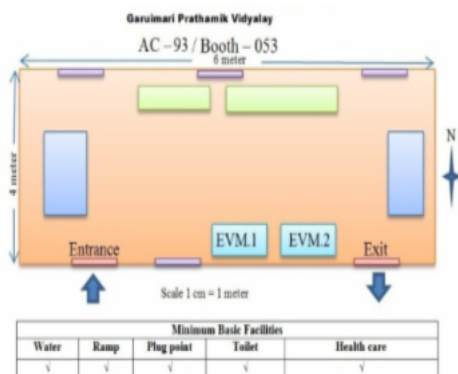 Garuimari Prathamik Vidyalay
AC – 93 / Booth – 053
6 meter
4 meter
N
EVM.1 EVM.2
Entrance Exit
Scale 1 cm = 1 meter
Minimum Basic Facilities
Water Ramp Plug point Toilet Health care
√ √ √ √ √